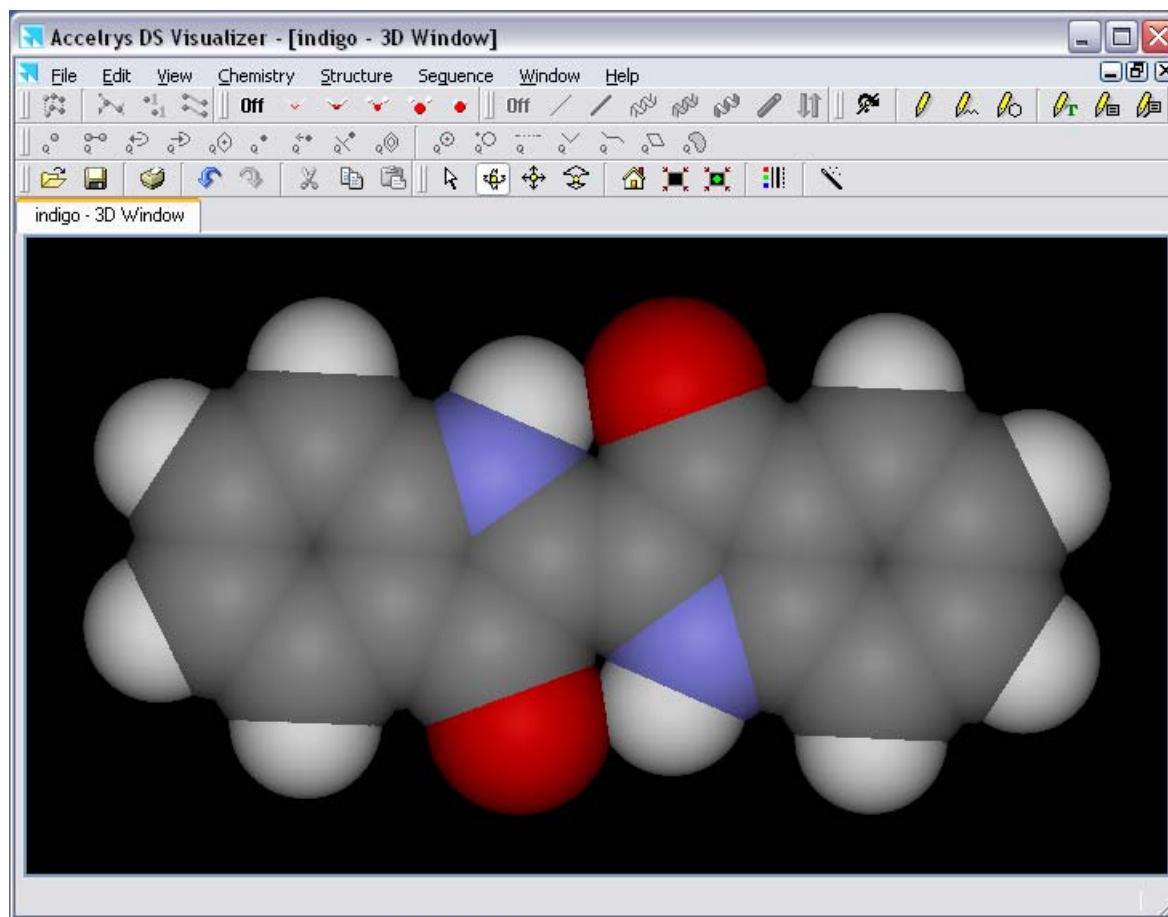 Accelrys DS Visualizer - [indigo - 3D Window]
File Edit View Chemistry Structure Sequence Window Help
Off Off
indigo - 3D Window